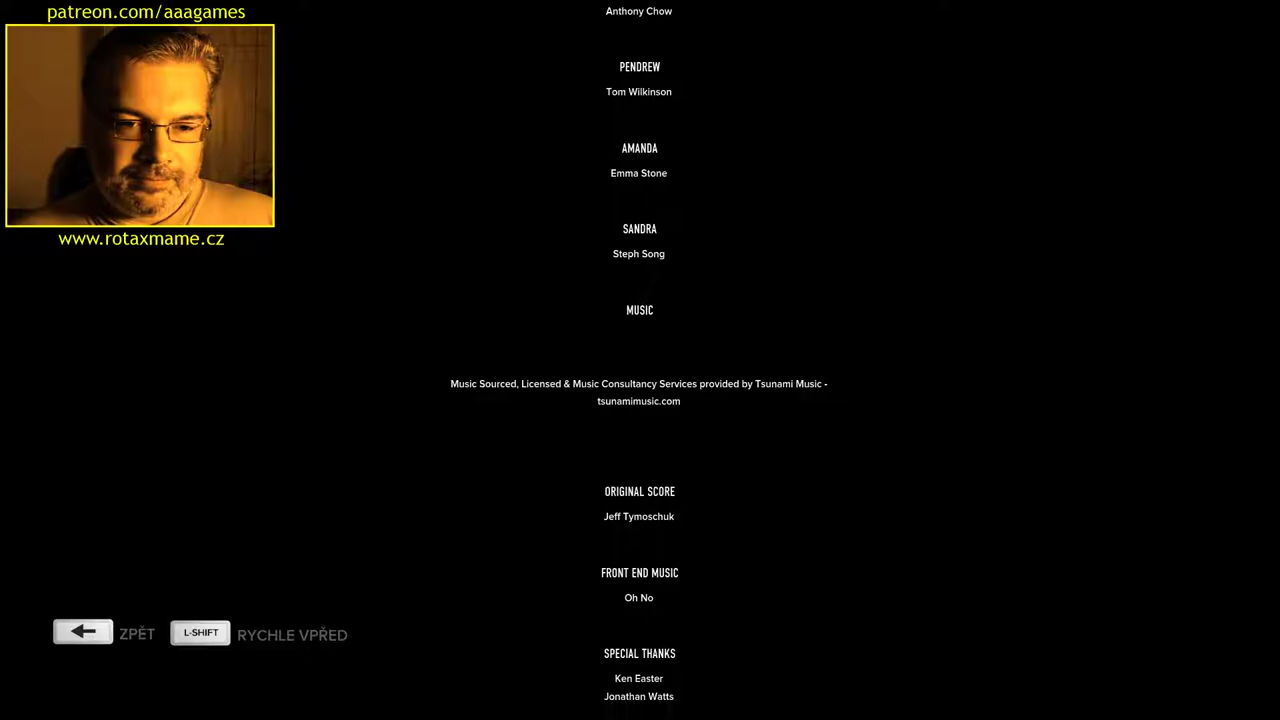 patreon.com/aaagames
www.rotaxmame.cz
Anthony Chow
PENDREW
Tom Wilkinson
AMANDA
Emma Stone
SANDRA
Steph Song
MUSIC
Music Sourced, Licensed & Music Consultancy Services provided by Tsunami Music -
tsunamimusic.com
ORIGINAL SCORE
Jeff Tymoschuk
FRONT END MUSIC
Oh No
SPECIAL THANKS
Ken Easter
Jonathan Watts
ZPĚT L-SHIFT RYCHLE VPŘED